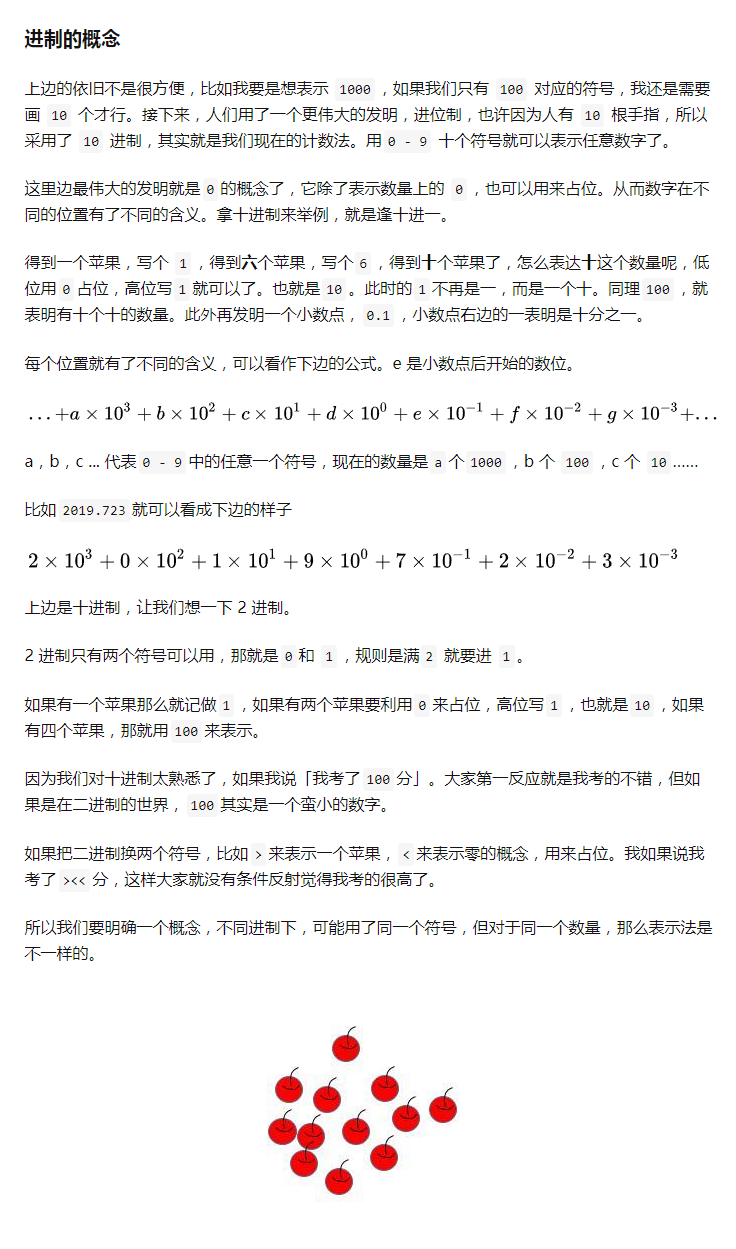 进制的概念
上边的依旧不是很方便，比如我要是想表示 1000 ，如果我们只有 100 对应的符号，我还是需要
画 10 个才行。接下来，人们用了一个更伟大的发明，进位制，也许因为人有 10 根手指，所以
采用了 10 进制，其实就是我们现在的计数法。用 0 - 9 十个符号就可以表示任意数字了。
这里边最伟大的发明就是 0 的概念了，它除了表示数量上的 0 ，也可以用来占位。从而数字在不
同的位置有了不同的含义。拿十进制来举例，就是逢十进一。
得到一个苹果，写个 1 ，得到六个苹果，写个 6 ，得到十个苹果了，怎么表达十这个数量呢，低
位用 0 占位，高位写 1 就可以了。也就是 10 。此时的 1 不再是一，而是一个十。同理 100 ，就
表明有十个十的数量。此外再发明一个小数点， 0.1 ，小数点右边的一表明是十分之一。
每个位置就有了不同的含义，可以看作下边的公式。e 是小数点后开始的数位。
…+a × 10³ + b × 10² + c × 10¹ + d × 10⁰ + e × 10⁻¹ + f × 10⁻² + g × 10⁻³+…
a，b，c ... 代表 0 - 9 中的任意一个符号，现在的数量是 a 个 1000 ，b 个 100 ，c 个 10 ……
比如 2019.723 就可以看成下边的样子
2 × 10³ + 0 × 10² + 1 × 10¹ + 9 × 10⁰ + 7 × 10⁻¹ + 2 × 10⁻² + 3 × 10⁻³
上边是十进制，让我们想一下 2 进制。
2 进制只有两个符号可以用，那就是 0 和 1 ，规则是满 2 就要进 1 。
如果有一个苹果那么就记做 1 ，如果有两个苹果要利用 0 来占位，高位写 1 ，也就是 10 ，如果
有四个苹果，那就用 100 来表示。
因为我们对十进制太熟悉了，如果我说「我考了 100 分」。大家第一反应就是我考的不错，但如
果是在二进制的世界， 100 其实是一个蛮小的数字。
如果把二进制换两个符号，比如 > 来表示一个苹果， < 来表示零的概念，用来占位。我如果说我
考了 ><< 分，这样大家就没有条件反射觉得我考的很高了。
所以我们要明确一个概念，不同进制下，可能用了同一个符号，但对于同一个数量，那么表示法是
不一样的。